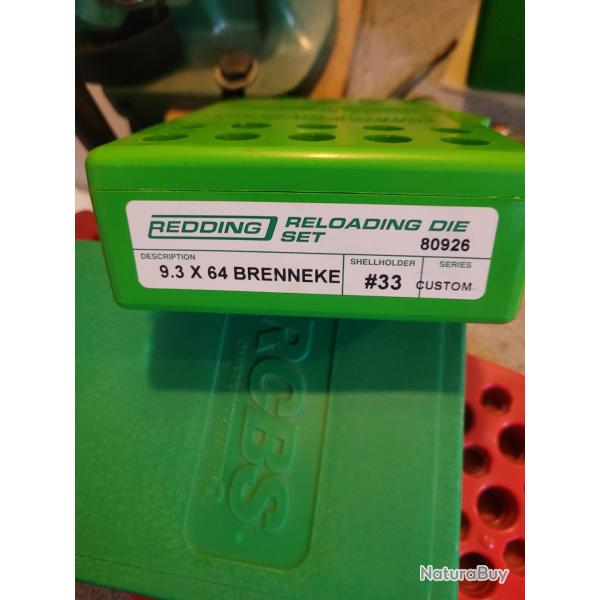 REDDING RELOADING DIE
SET 80926
DESCRIPTION SHELLHOLDER SERIES
9.3 X 64 BRENNEKE #33 CUSTOM
RCBS
NaturaBuy